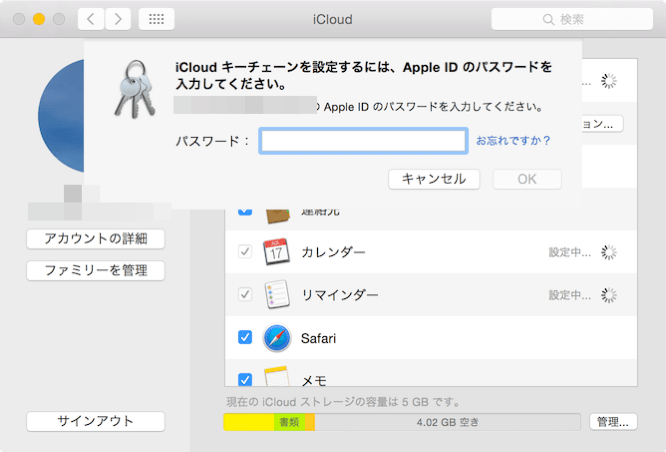 iCloud
検索
iCloud キーチェーンを設定するには、Apple ID のパスワードを
入力してください。
Apple ID のパスワードを入力してください。
パスワード：
お忘れですか？
キャンセル
OK
ョン...
連絡先
アカウントの詳細
カレンダー
設定中...
ファミリーを管理
リマインダー
設定中...
Safari
メモ
現在の iCloud ストレージの容量は 5 GB です。
サインアウト
書類
4.02 GB 空き
管理...